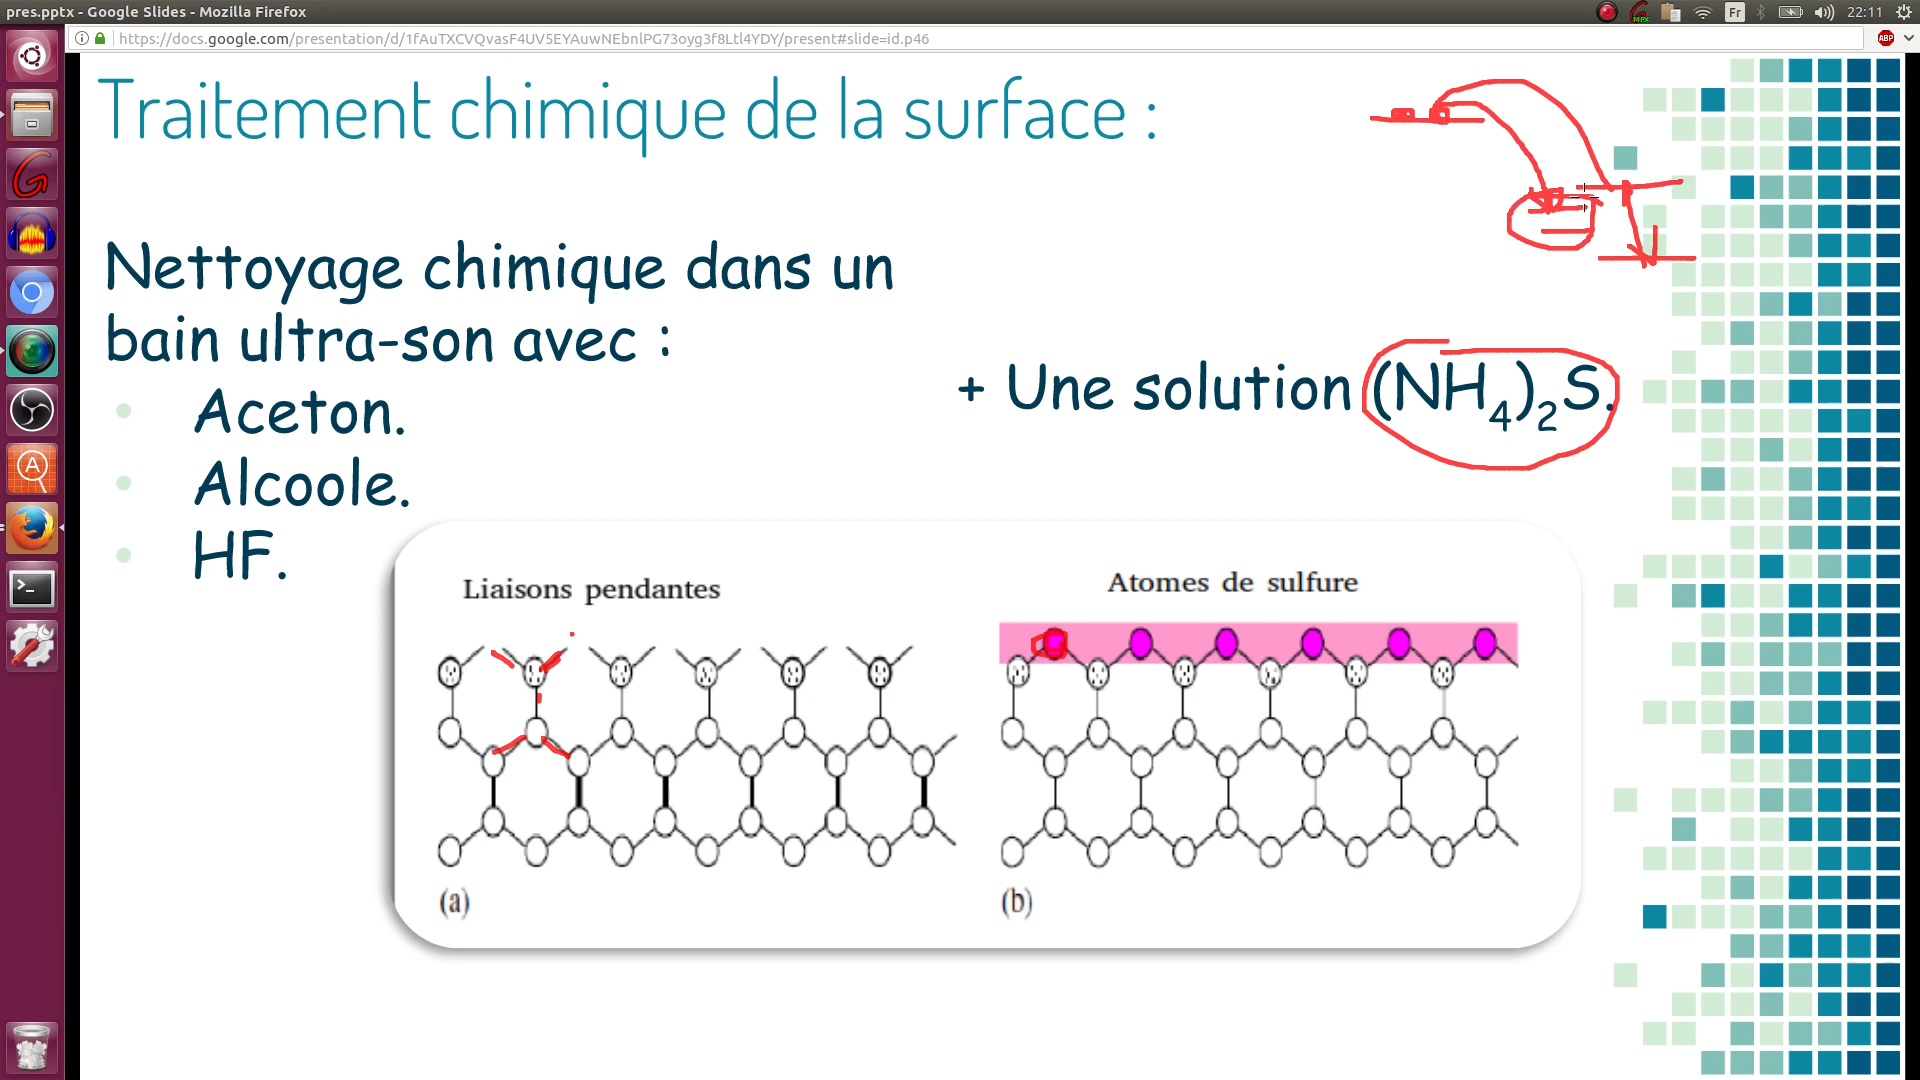 pres.pptx - Google Slides - Mozilla Firefox
Fr
22:11
https://docs.google.com/presentation/d/1fAuTXCVQvasF4UV5EYAuwNEbnlPG73oyg3f8Ltl4YDY/present#slide=id.p46
ABP
Traitement chimique de la surface :
Nettoyage chimique dans un
bain ultra-son avec :
Aceton.
Alcoole.
HF.
+ Une solution (NH4)2S.
Liaisons pendantes
Atomes de sulfure
(a)
(b)